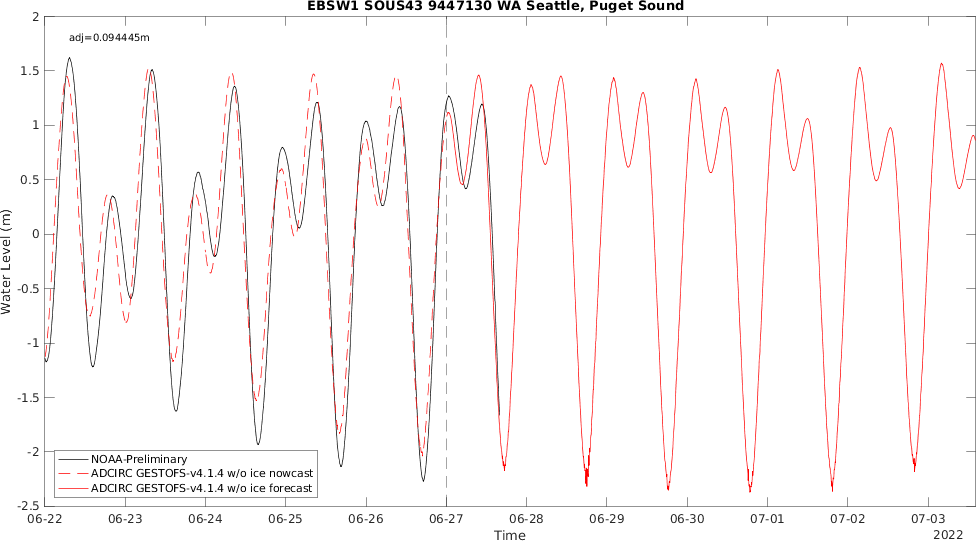 EBSW1 SOUS43 9447130 WA Seattle, Puget Sound
adj=0.094445m
Water Level (m)
2
1.5
1
0.5
0
-0.5
-1
-1.5
-2
-2.5
NOAA-Preliminary
ADCIRC GESTOFS-v4.1.4 w/o ice nowcast
ADCIRC GESTOFS-v4.1.4 w/o ice forecast
06-22 06-23 06-24 06-25 06-26 06-27 06-28 06-29 06-30 07-01 07-02 07-03
Time
2022